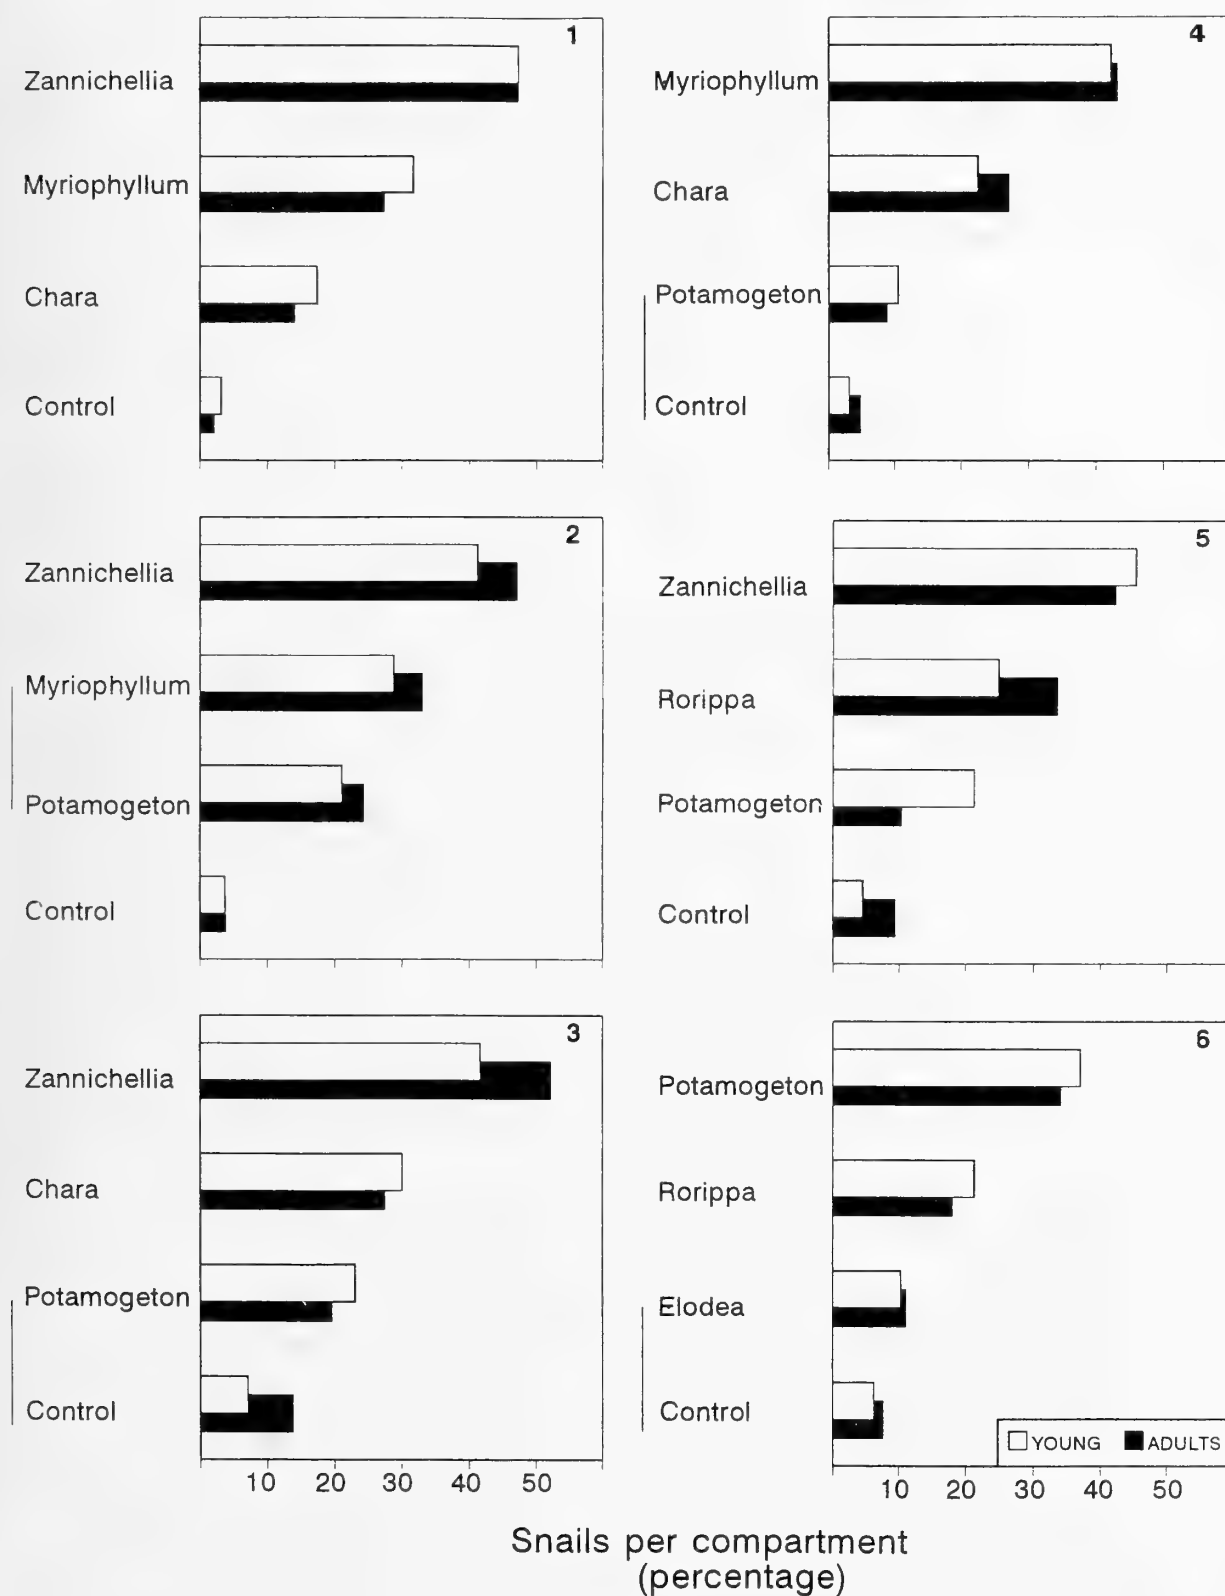 1
Zannichellia
Myriophyllum
Chara
Control
2
Zannichellia
Myriophyllum
Potamogeton
Control
3
Zannichellia
Chara
Potamogeton
Control
10 20 30 40 50
4
Myriophyllum
Chara
Potamogeton
Control
5
Zannichellia
Rorippa
Potamogeton
Control
6
Potamogeton
Rorippa
Elodea
Control
YOUNG ADULTS
10 20 30 40 50
Snails per compartment
(percentage)